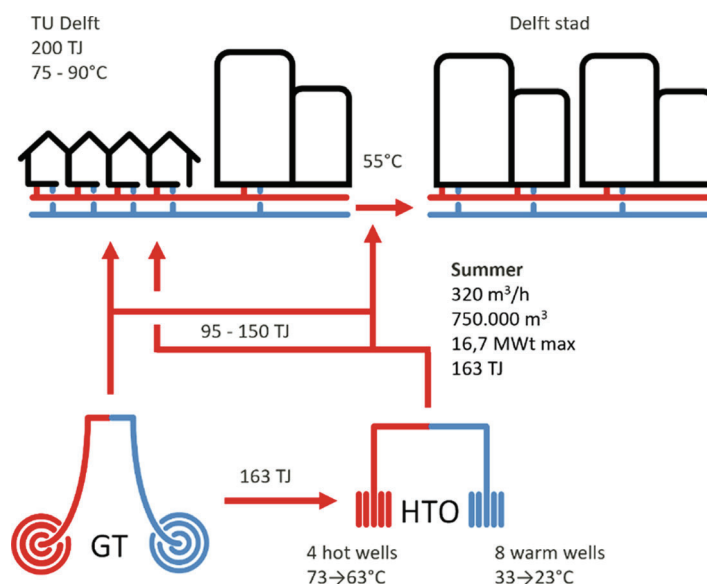 TU Delft
200 TJ
75 - 90°C
Delft stad
55°C
Summer
320 m³/h
750.000 m³
16,7 MWt max
163 TJ
95 - 150 TJ
163 TJ
GT
HTO
4 hot wells
73→63°C
8 warm wells
33→23°C